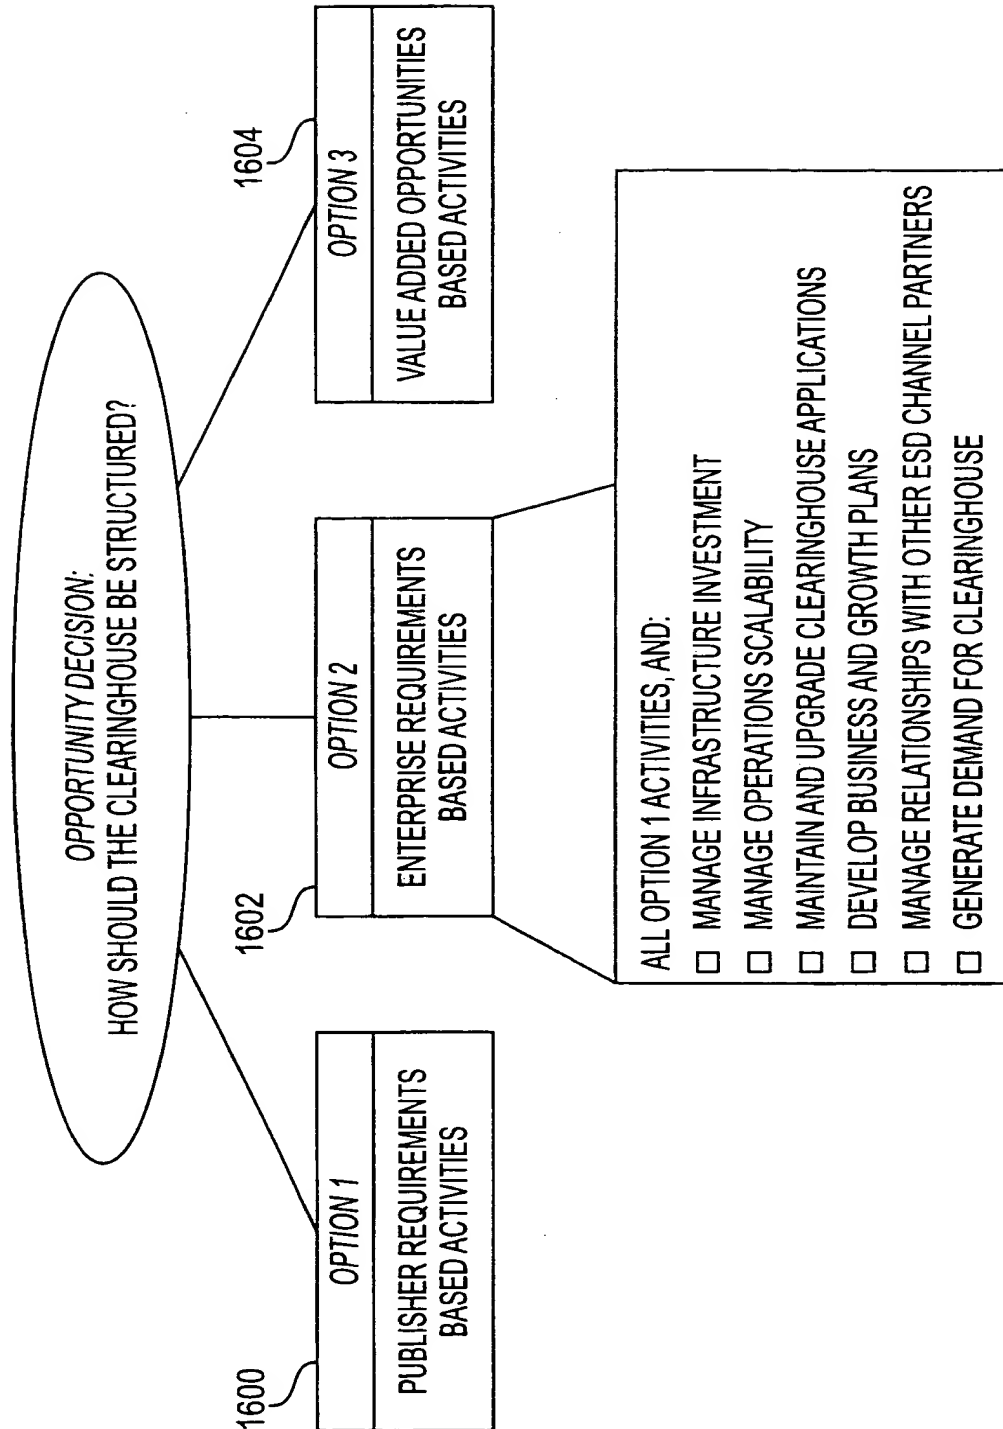 OPPORTUNITY DECISION:
HOW SHOULD THE CLEARINGHOUSE BE STRUCTURED?
1600
OPTION 1
PUBLISHER REQUIREMENTS
BASED ACTIVITIES
1602
OPTION 2
ENTERPRISE REQUIREMENTS
BASED ACTIVITIES
1604
OPTION 3
VALUE ADDED OPPORTUNITIES
BASED ACTIVITIES
ALL OPTION 1 ACTIVITIES, AND:
☐ MANAGE INFRASTRUCTURE INVESTMENT
☐ MANAGE OPERATIONS SCALABILITY
☐ MAINTAIN AND UPGRADE CLEARINGHOUSE APPLICATIONS
☐ DEVELOP BUSINESS AND GROWTH PLANS
☐ MANAGE RELATIONSHIPS WITH OTHER ESD CHANNEL PARTNERS
☐ GENERATE DEMAND FOR CLEARINGHOUSE